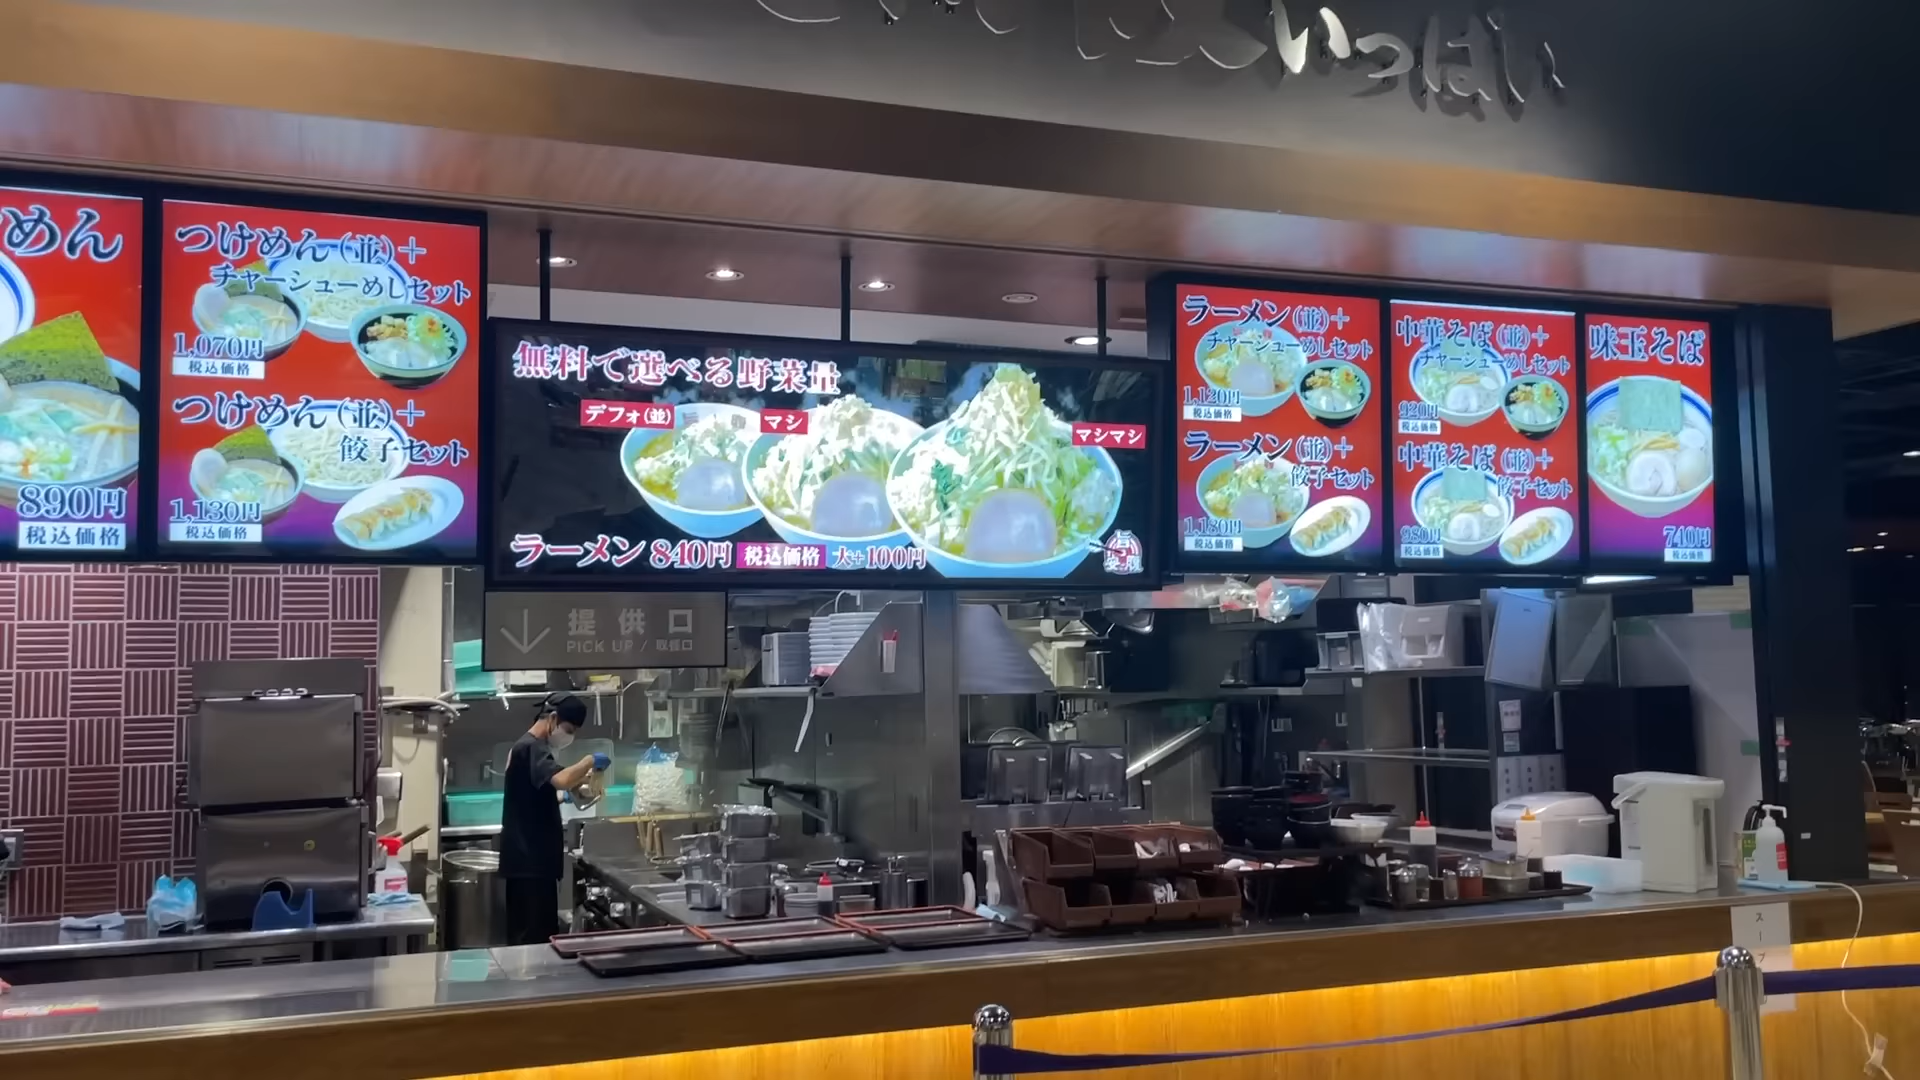 いっぱい
めん
890円
税込価格
つけめん(並)+
チャーシューめしセット
1,070円
税込価格
つけめん(並)+
餃子セット
1,130円
税込価格
無料で選べる野菜量
デフォ(並)
マシ
マシマシ
ラーメン 840円 税込価格 大+100円
提供口
PICK UP / 取餐口
ラーメン(並)+
チャーシューめしセット
1,120円
税込価格
ラーメン(並)+
餃子セット
1,180円
税込価格
中華そば(並)+
チャーシューめしセット
920円
税込価格
中華そば(並)+
餃子セット
980円
税込価格
味玉そば
740円
税込価格